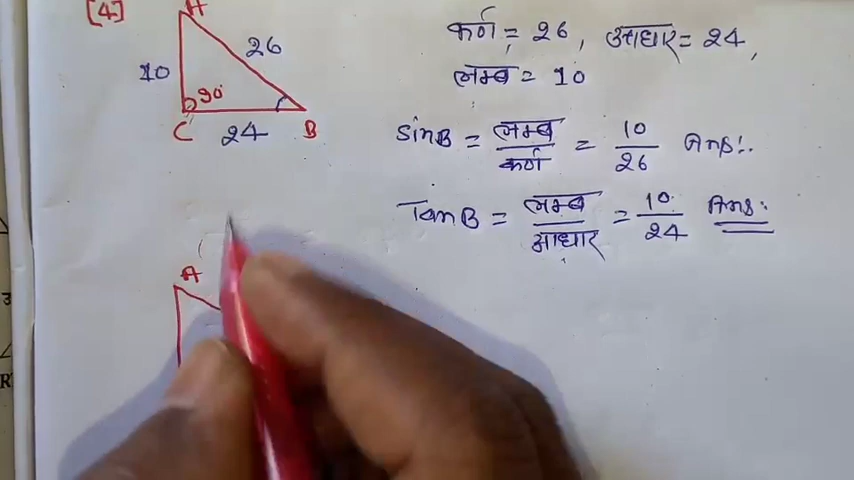 [4]
A
कर्ण = 26, आधार = 24,
26
10
लम्ब = 10
90°
C
24
B
SinB = लम्ब/कर्ण = 10/26 Ans:.
TanB = लम्ब/आधार = 10/24 Ans:
A